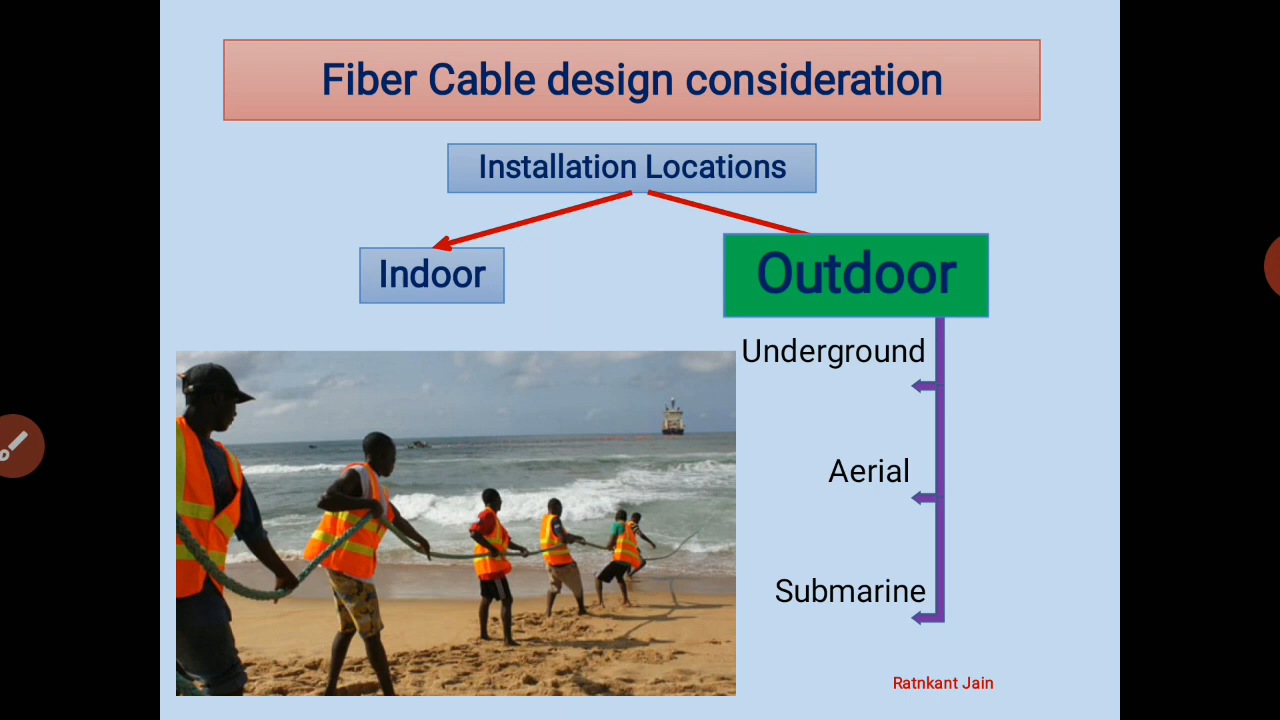 Fiber Cable design consideration
Installation Locations
Indoor
Outdoor
Underground
Aerial
Submarine
Ratnkant Jain